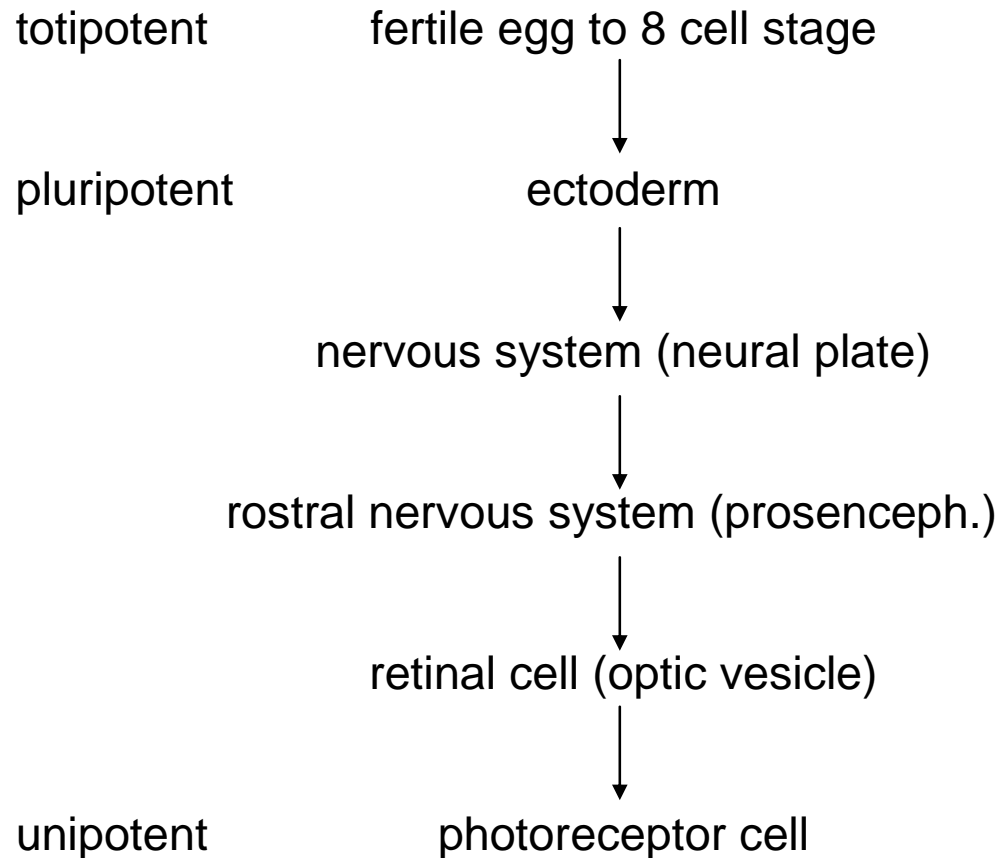 totipotent fertile egg to 8 cell stage
pluripotent ectoderm
nervous system (neural plate)
rostral nervous system (prosenceph.)
retinal cell (optic vesicle)
unipotent photoreceptor cell